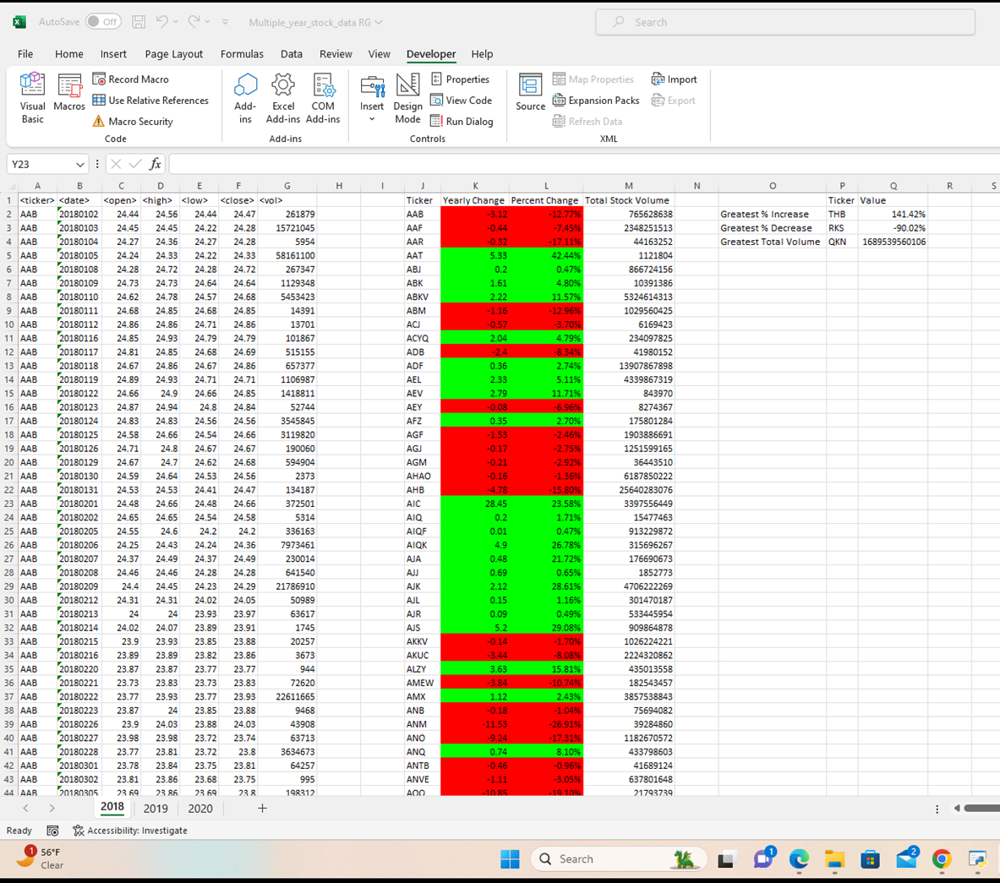 AutoSave Off Multiple_year_stock_data RG Search
File Home Insert Page Layout Formulas Data Review View Developer Help
Visual Basic Macros Record Macro Use Relative References Macro Security Code
Add-ins Excel Add-ins COM Add-ins Add-ins
Insert Design Mode Properties View Code Run Dialog Controls
Source Map Properties Expansion Packs Refresh Data Import Export XML
Y23 fx
A B C D E F G H I J K L M N O P Q R S
1 <ticker> <date> <open> <high> <low> <close> <vol> Ticker Yearly Change Percent Change Total Stock Volume Ticker Value
2 AAB 20180102 24.44 24.56 24.44 24.47 261879 AAB -3.12 -12.77% 765628638 Greatest % Increase THB 141.42%
3 AAB 20180103 24.45 24.45 24.22 24.28 15721045 AAF -0.44 -7.45% 2348251513 Greatest % Decrease RKS -90.02%
4 AAB 20180104 24.27 24.36 24.27 24.28 5954 AAR -0.32 -17.11% 44163252 Greatest Total Volume QKN 1689539560106
5 AAB 20180105 24.24 24.33 24.22 24.33 58161100 AAT 5.33 42.44% 1121804
6 AAB 20180108 24.28 24.72 24.28 24.72 267347 ABJ 0.2 0.47% 866724156
7 AAB 20180109 24.73 24.73 24.64 24.64 1129348 ABK 1.61 4.80% 10391386
8 AAB 20180110 24.62 24.78 24.57 24.68 5453423 ABKV 2.22 11.57% 5324614313
9 AAB 20180111 24.68 24.85 24.68 24.85 14391 ABM -1.16 -12.96% 1029560425
10 AAB 20180112 24.86 24.86 24.71 24.86 13701 ACJ -0.57 -3.70% 6169423
11 AAB 20180116 24.85 24.93 24.79 24.79 101867 ACYQ 2.04 4.79% 234097825
12 AAB 20180117 24.81 24.85 24.68 24.69 515155 ADB -2.4 -8.34% 41980152
13 AAB 20180118 24.67 24.86 24.67 24.86 657377 ADF 0.36 2.74% 13907867898
14 AAB 20180119 24.89 24.93 24.71 24.71 1106987 AEL 2.33 5.11% 4339867319
15 AAB 20180122 24.66 24.9 24.66 24.85 1418811 AEV 2.79 11.71% 843970
16 AAB 20180123 24.87 24.94 24.8 24.84 52744 AEY -0.08 -6.96% 8274367
17 AAB 20180124 24.83 24.83 24.56 24.56 3545845 AFZ 0.35 2.70% 175801284
18 AAB 20180125 24.58 24.66 24.54 24.66 3119820 AGF -1.53 -2.46% 1903886691
19 AAB 20180126 24.71 24.8 24.67 24.67 190060 AGJ -0.17 -2.75% 1251599165
20 AAB 20180129 24.67 24.7 24.62 24.68 594904 AGM -0.21 -2.92% 36443510
21 AAB 20180130 24.59 24.64 24.53 24.56 2373 AHAO -0.16 -1.36% 6187850222
22 AAB 20180131 24.53 24.53 24.41 24.47 134187 AHB -4.78 -15.80% 25640283076
23 AAB 20180201 24.48 24.66 24.48 24.66 372501 AIC 28.45 23.58% 3397556449
24 AAB 20180202 24.65 24.65 24.54 24.58 5314 AIQ 0.2 1.71% 15477463
25 AAB 20180205 24.55 24.6 24.2 24.2 336163 AIQF 0.01 0.47% 913229872
26 AAB 20180206 24.25 24.43 24.24 24.36 7973461 AIQK 4.9 26.78% 315696267
27 AAB 20180207 24.37 24.49 24.37 24.49 230014 AJA 0.48 21.72% 176690673
28 AAB 20180208 24.46 24.46 24.28 24.28 641540 AJJ 0.69 0.65% 1852773
29 AAB 20180209 24.4 24.45 24.23 24.29 21786910 AJK 2.12 28.61% 4706222269
30 AAB 20180212 24.31 24.31 24.02 24.05 50989 AJL 0.15 1.16% 301470187
31 AAB 20180213 24 24 23.93 23.97 63617 AJR 0.09 0.49% 533445954
32 AAB 20180214 24.02 24.07 23.89 23.91 1745 AJS 5.2 29.08% 909864878
33 AAB 20180215 23.9 23.93 23.85 23.88 20257 AKKV -0.14 -1.70% 1026224221
34 AAB 20180216 23.89 23.89 23.82 23.86 3673 AKUC -3.44 -8.08% 2224320862
35 AAB 20180220 23.87 23.87 23.77 23.77 944 ALZY 3.63 15.81% 435013558
36 AAB 20180221 23.73 23.83 23.73 23.83 72620 AMEW -3.84 -10.74% 182543457
37 AAB 20180222 23.77 23.93 23.77 23.93 22611665 AMX 1.12 2.43% 3857538843
38 AAB 20180223 23.87 24 23.85 23.88 9468 ANB -0.18 -1.04% 75694082
39 AAB 20180226 23.9 24.03 23.88 24.03 43908 ANM -11.53 -26.91% 39284860
40 AAB 20180227 23.98 23.98 23.72 23.74 63713 ANO -9.24 -17.31% 1182670572
41 AAB 20180228 23.77 23.81 23.72 23.8 3634673 ANQ 0.74 8.10% 433798603
42 AAB 20180301 23.78 23.84 23.75 23.81 64257 ANTB -0.46 -0.96% 41689124
43 AAB 20180302 23.81 23.86 23.68 23.75 995 ANVE -1.11 -3.05% 637801648
44 AAB 20180305 23.69 23.86 23.69 23.8 198312 AOO -10.85 -19.10% 21793739
2018 2019 2020
Ready Accessibility: Investigate
1 56°F Clear Search 1 2